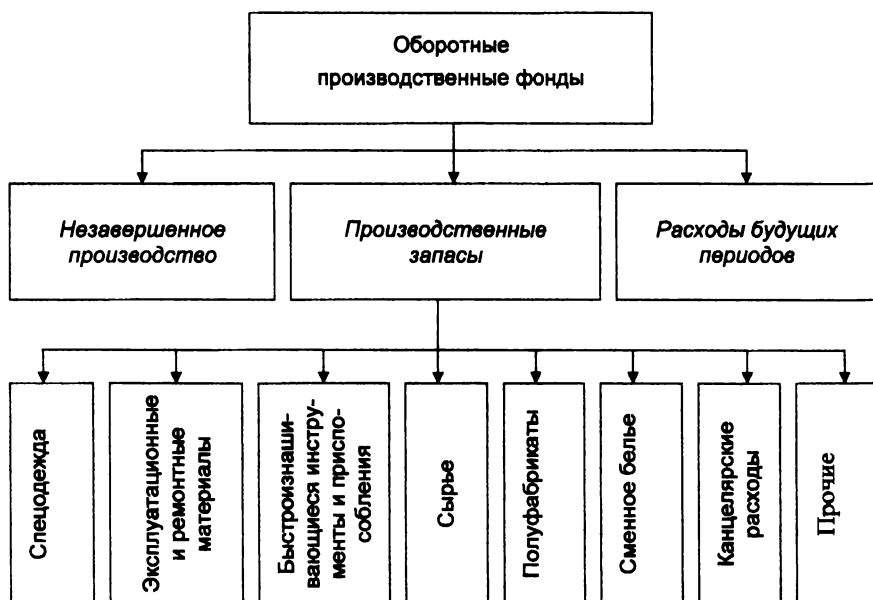 Оборотные
производственные фонды
Незавершенное
производство
Производственные
запасы
Расходы будущих
периодов
Спецодежда
Эксплуатационные
и ремонтные
материалы
Быстроизнаши-
вающиеся инстру-
менты и приспо-
собления
Сырье
Полуфабрикаты
Сменное белье
Канцелярские
расходы
Прочие